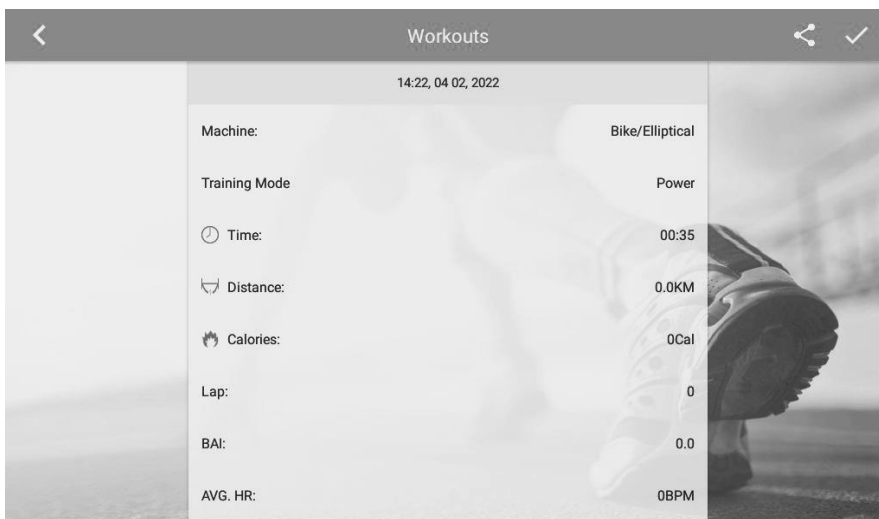 Workouts
14:22, 04 02, 2022
Machine: Bike/Elliptical
Training Mode Power
Time: 00:35
Distance: 0.0KM
Calories: 0Cal
Lap: 0
BAI: 0.0
AVG. HR: 0BPM